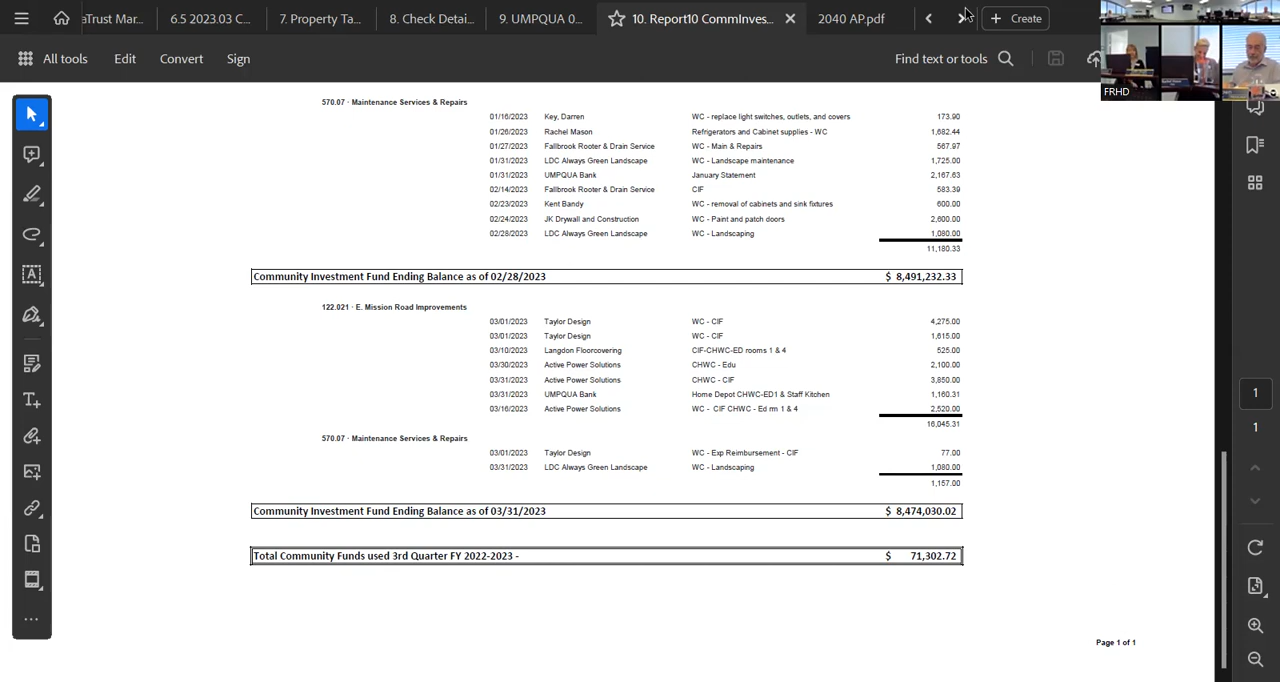 aTrust Mar...
6.5 2023.03 C...
7. Property Ta...
8. Check Detai...
9. UMPQUA 0...
10. Report10 CommInves...
2040 AP.pdf
Create
All tools
Edit
Convert
Sign
Find text or tools
FRHD
570.07 · Maintenance Services & Repairs
01/16/2023 Key, Darren WC - replace light switches, outlets, and covers 173.90
01/26/2023 Rachel Mason Refrigerators and Cabinet supplies - WC 1,682.44
01/27/2023 Fallbrook Rooter & Drain Service WC - Main & Repairs 567.97
01/31/2023 LDC Always Green Landscape WC - Landscape maintenance 1,725.00
01/31/2023 UMPQUA Bank January Statement 2,167.63
02/14/2023 Fallbrook Rooter & Drain Service CIF 583.39
02/23/2023 Kent Bandy WC - removal of cabinets and sink fixtures 600.00
02/24/2023 JK Drywall and Construction WC - Paint and patch doors 2,600.00
02/28/2023 LDC Always Green Landscape WC - Landscaping 1,080.00
11,180.33
Community Investment Fund Ending Balance as of 02/28/2023 $ 8,491,232.33
122.021 · E. Mission Road Improvements
03/01/2023 Taylor Design WC - CIF 4,275.00
03/01/2023 Taylor Design WC - CIF 1,615.00
03/10/2023 Langdon Floorcovering CIF-CHWC-ED rooms 1 & 4 525.00
03/30/2023 Active Power Solutions CHWC - Edu 2,100.00
03/31/2023 Active Power Solutions CHWC - CIF 3,850.00
03/31/2023 UMPQUA Bank Home Depot CHWC-ED1 & Staff Kitchen 1,160.31
03/16/2023 Active Power Solutions WC - CIF CHWC - Ed rm 1 & 4 2,520.00
16,045.31
570.07 · Maintenance Services & Repairs
03/01/2023 Taylor Design WC - Exp Reimbursement - CIF 77.00
03/31/2023 LDC Always Green Landscape WC - Landscaping 1,080.00
1,157.00
Community Investment Fund Ending Balance as of 03/31/2023 $ 8,474,030.02
Total Community Funds used 3rd Quarter FY 2022-2023 - $ 71,302.72
Page 1 of 1
1
1